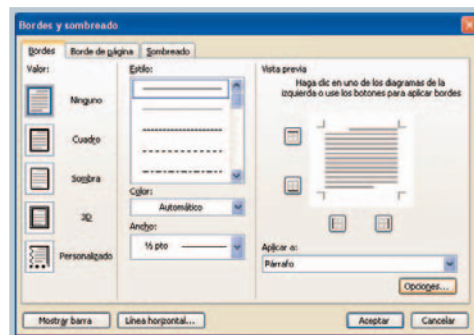 Bordes y sombreado
Bordes Borde de página Sombreado
Valor:
Ninguno
Cuadro
Sombra
3D
Personalizado
Estilo:
Color:
Automático
Ancho:
½ pto
Vista previa
Haga clic en uno de los diagramas de la
izquierda o use los botones para aplicar bordes
Aplicar a:
Párrafo
Opciones...
Mostrar barra Línea horizontal... Aceptar Cancelar